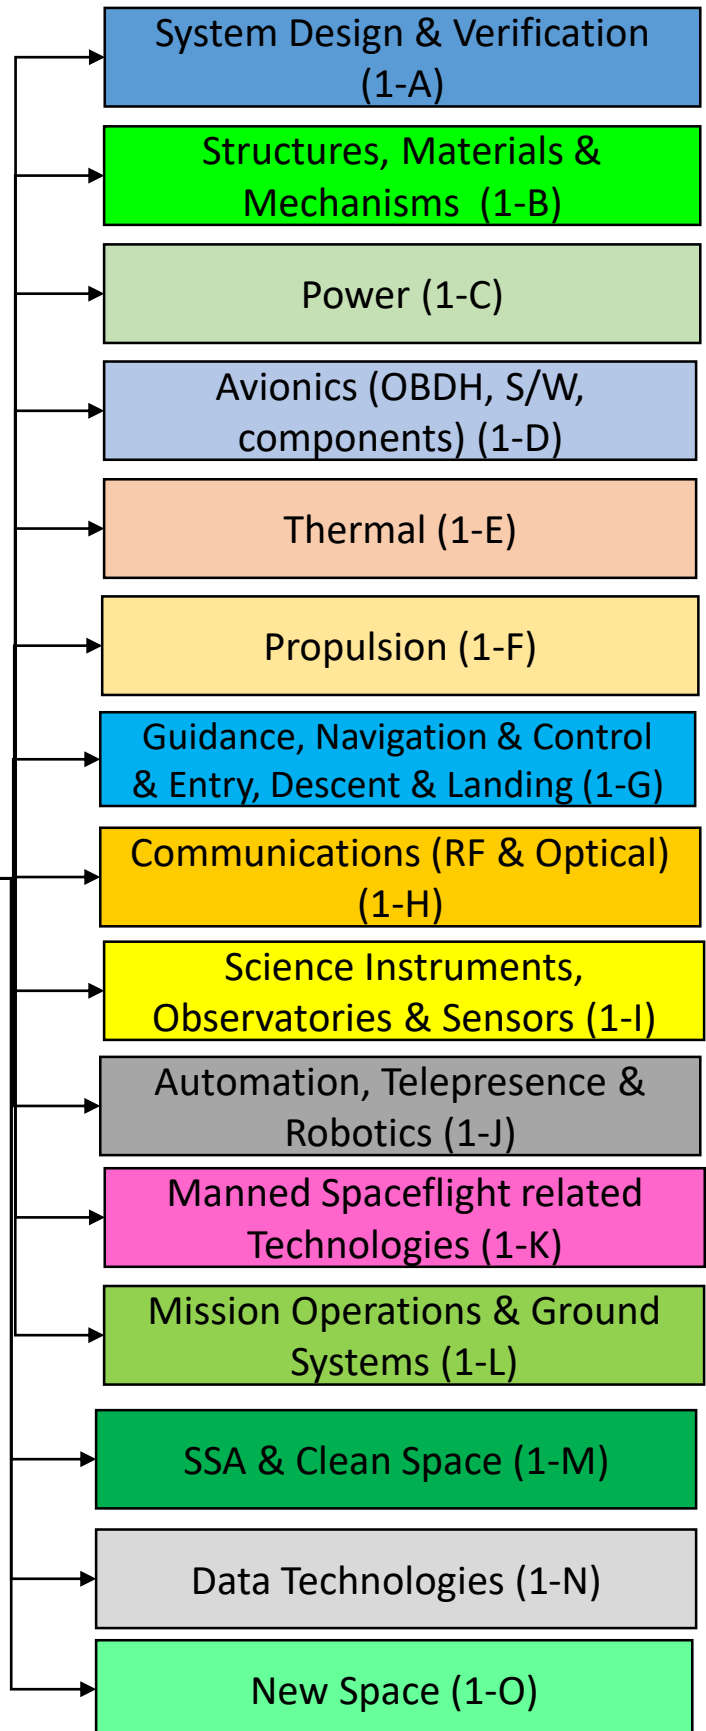 System Design & Verification
(1-A)
Structures, Materials &
Mechanisms  (1-B)
Power (1-C)
Avionics (OBDH, S/W,
components) (1-D)
Thermal (1-E)
Propulsion (1-F)
Guidance, Navigation & Control
& Entry, Descent & Landing (1-G)
Communications (RF & Optical)
(1-H)
Science Instruments,
Observatories & Sensors (1-I)
Automation, Telepresence &
Robotics (1-J)
Manned Spaceflight related
Technologies (1-K)
Mission Operations & Ground
Systems (1-L)
SSA & Clean Space (1-M)
Data Technologies (1-N)
New Space (1-O)